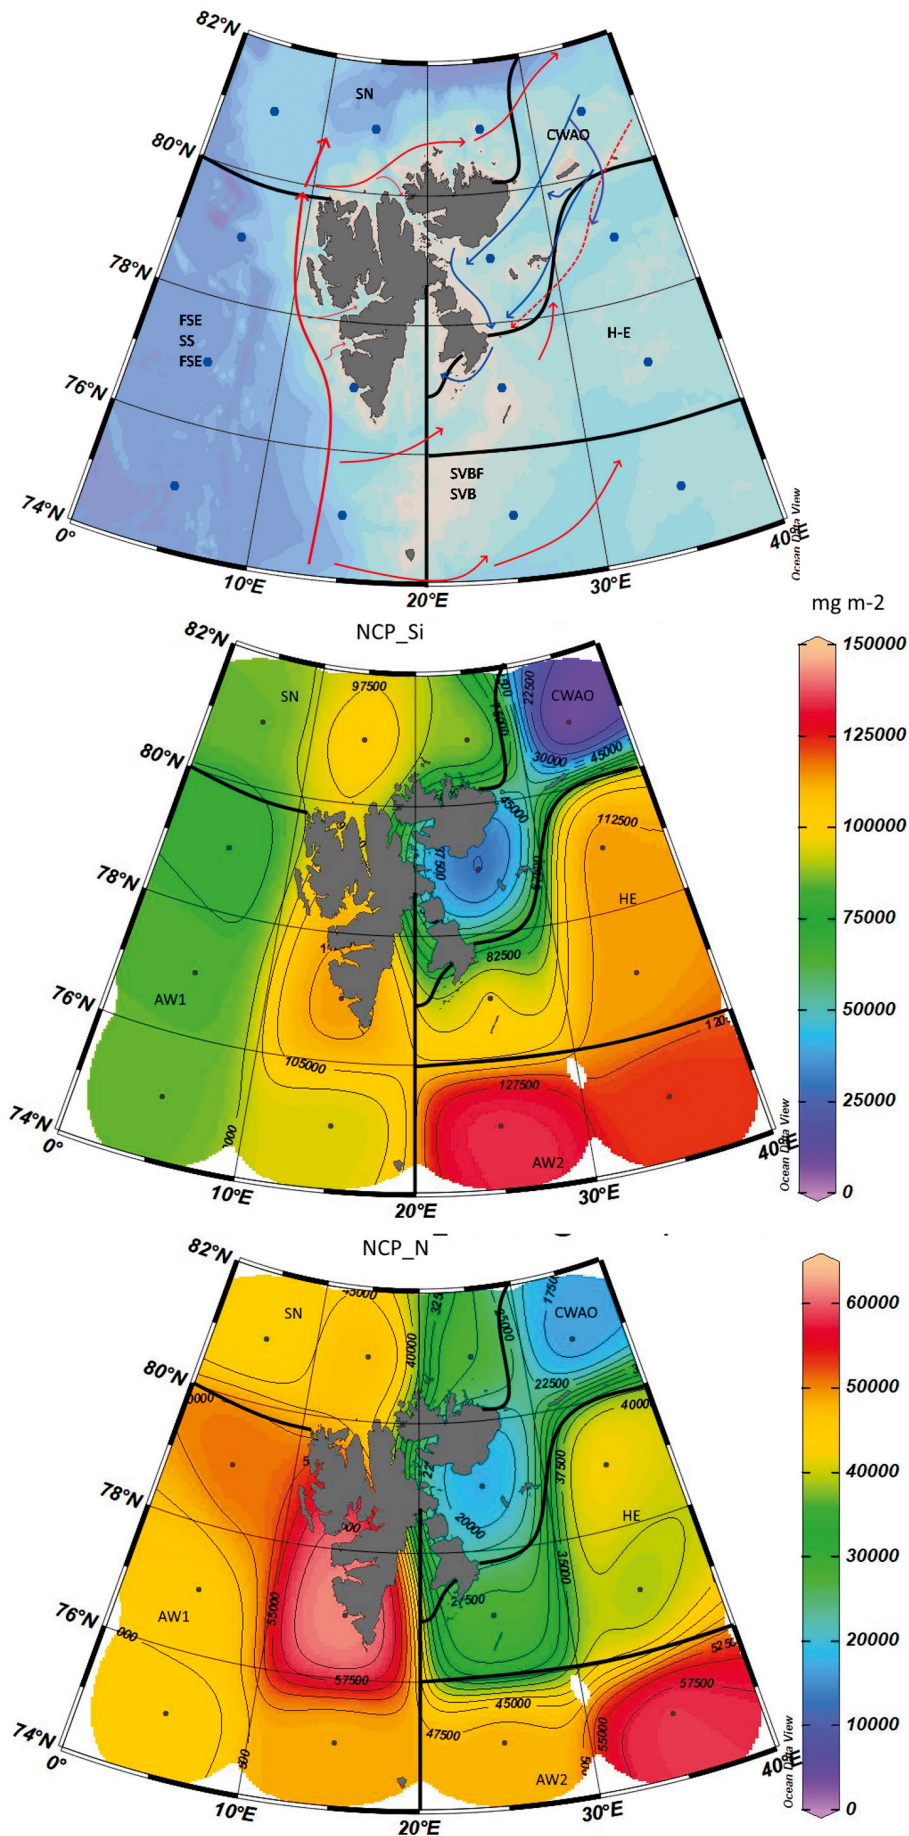 82°N
SN
CWAO
80°N
78°N
FSE
SS
FSE
H-E
76°N
SVBF
SVB
74°N
0°
10°E
20°E
30°E
40°E
Ocean Data View
mg m-2
NCP_Si
82°N
SN
97500
22500
CWAO
30000
45000
80°N
45000
112500
37500
78°N
HE
82500
AW1
76°N
105000
127500
74°N
0°
AW2
10°E
20°E
30°E
40°E
Ocean Data View
150000
125000
100000
75000
50000
25000
0
NCP_N
82°N
SN
45000
40000
CWAO
22500
80°N
40000
37500
78°N
HE
20000
35000
55000
AW1
76°N
57500
45000
57500
47500
55000
74°N
0°
AW2
10°E
20°E
30°E
40°E
Ocean Data View
60000
50000
40000
30000
20000
10000
0